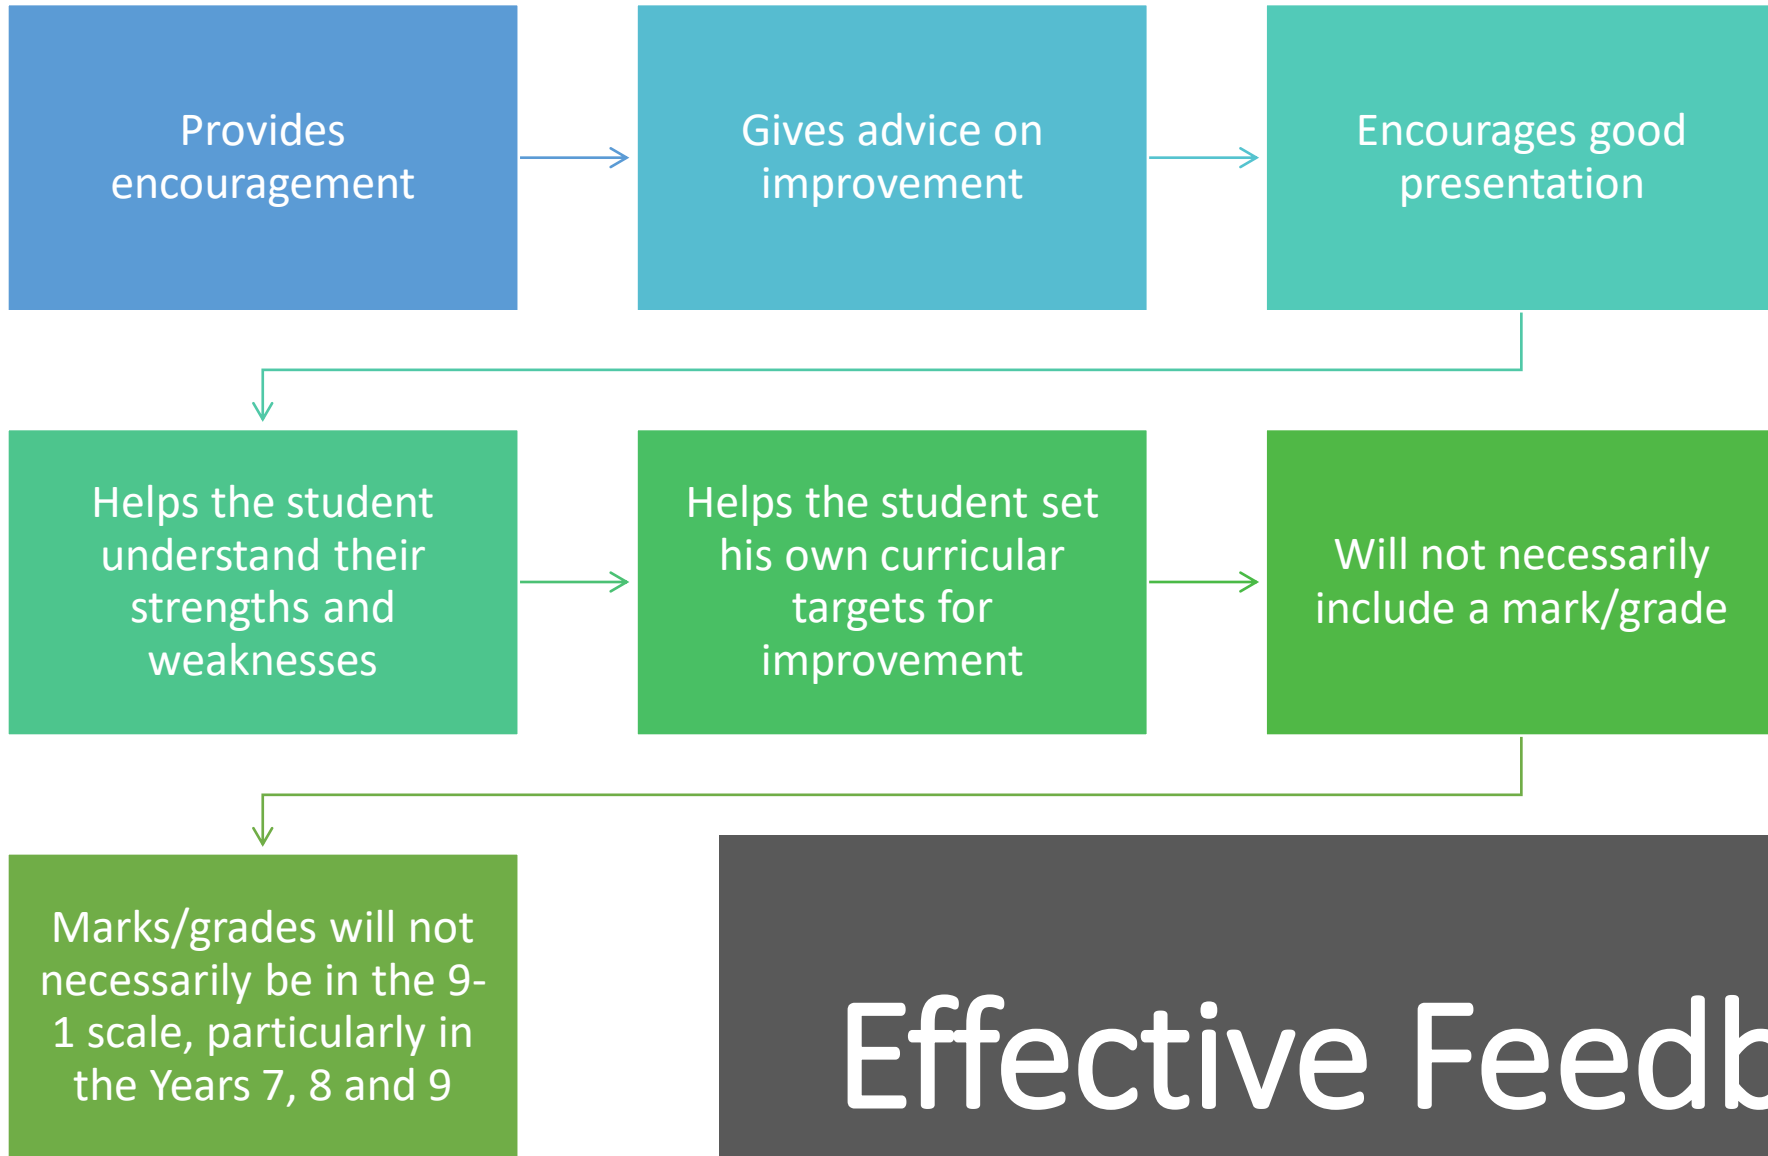 Provides
encouragement
Gives advice on
improvement
Encourages good
presentation
Helps the student
understand their
strengths and
weaknesses
Helps the student set
his own curricular
targets for
improvement
Will not necessarily
include a mark/grade
Marks/grades will not
necessarily be in the 9-
1 scale, particularly in
the Years 7, 8 and 9
Effective